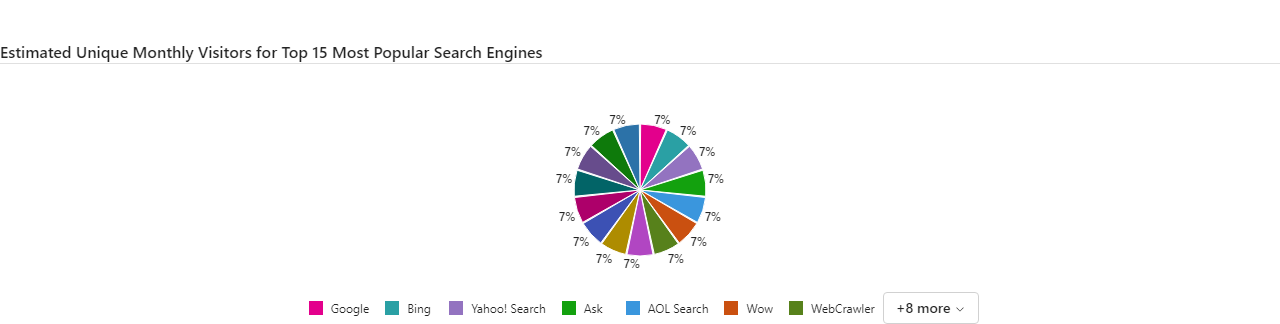 Estimated Unique Monthly Visitors for Top 15 Most Popular Search Engines
7% 7%
7% 7%
7% 7%
7% 7%
7% 7%
7% 7%
7% 7% 7%
Google Bing Yahoo! Search Ask AOL Search Wow WebCrawler +8 more